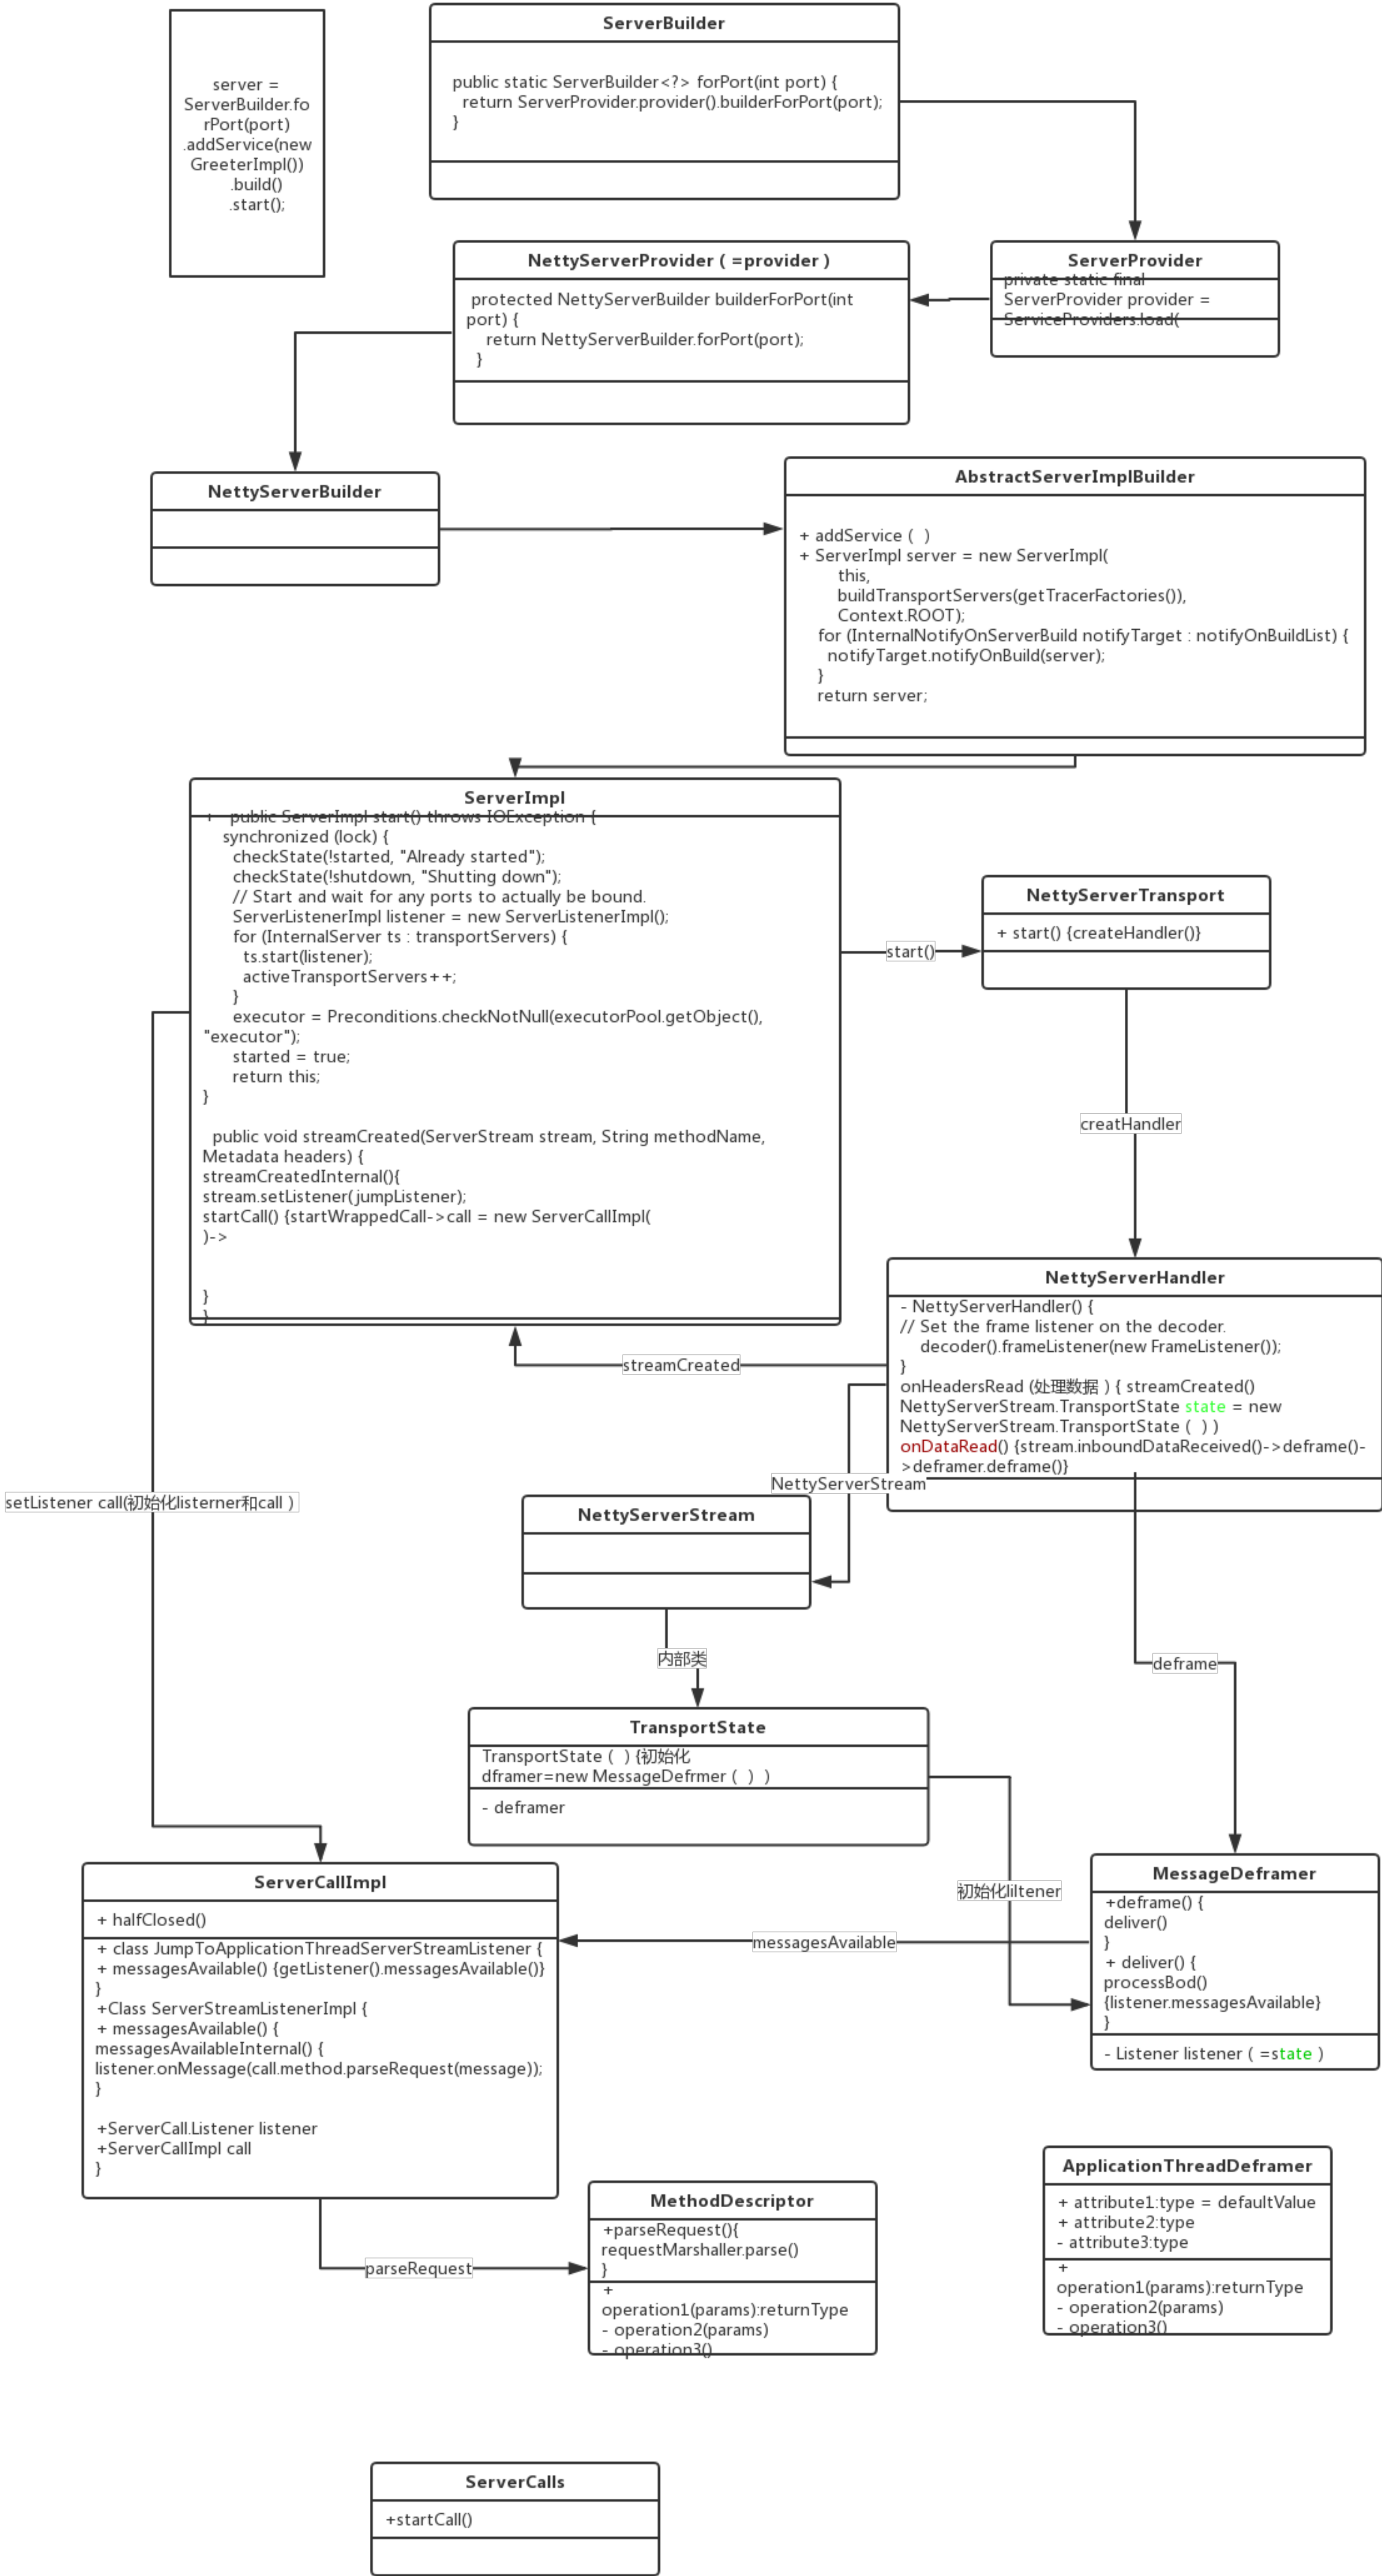 server =
ServerBuilder.fo
rPort(port)
.addService(new
GreeterImpl())
.build()
.start();
ServerBuilder
public static ServerBuilder<?> forPort(int port) {
return ServerProvider.provider().builderForPort(port);
}
NettyServerProvider ( =provider )
protected NettyServerBuilder builderForPort(int
port) {
return NettyServerBuilder.forPort(port);
}
ServerProvider
private static final
ServerProvider provider =
ServiceProviders.load(
NettyServerBuilder
AbstractServerImplBuilder
+ addService (  )
+ ServerImpl server = new ServerImpl(
this,
buildTransportServers(getTracerFactories()),
Context.ROOT);
for (InternalNotifyOnServerBuild notifyTarget : notifyOnBuildList) {
notifyTarget.notifyOnBuild(server);
}
return server;
ServerImpl
+   public ServerImpl start() throws IOException {
synchronized (lock) {
checkState(!started, "Already started");
checkState(!shutdown, "Shutting down");
// Start and wait for any ports to actually be bound.
ServerListenerImpl listener = new ServerListenerImpl();
for (InternalServer ts : transportServers) {
ts.start(listener);
activeTransportServers++;
}
executor = Preconditions.checkNotNull(executorPool.getObject(),
"executor");
started = true;
return this;
}
public void streamCreated(ServerStream stream, String methodName,
Metadata headers) {
streamCreatedInternal(){
stream.setListener(jumpListener);
startCall() {startWrappedCall->call = new ServerCallImpl(
)->
}
}
start()
NettyServerTransport
+ start() {createHandler()}
creatHandler
NettyServerHandler
- NettyServerHandler() {
// Set the frame listener on the decoder.
decoder().frameListener(new FrameListener());
}
onHeadersRead (处理数据 ) { streamCreated()
NettyServerStream.TransportState state = new
NettyServerStream.TransportState (  ) )
onDataRead() {stream.inboundDataReceived()->deframe()-
>deframer.deframe()}
streamCreated
NettyServerStream
setListener call(初始化listerner和call )
NettyServerStream
内部类
deframe
TransportState
TransportState (  ) {初始化
dframer=new MessageDefrmer (  )  )
- deframer
初始化liltener
messagesAvailable
MessageDeframer
+deframe() {
deliver()
}
+ deliver() {
processBod()
{listener.messagesAvailable}
}
- Listener listener ( =state )
ServerCallImpl
+ halfClosed()
+ class JumpToApplicationThreadServerStreamListener {
+ messagesAvailable() {getListener().messagesAvailable()}
}
+Class ServerStreamListenerImpl {
+ messagesAvailable() {
messagesAvailableInternal() {
listener.onMessage(call.method.parseRequest(message));
}
+ServerCall.Listener listener
+ServerCallImpl call
}
parseRequest
MethodDescriptor
+parseRequest(){
requestMarshaller.parse()
}
+
operation1(params):returnType
- operation2(params)
- operation3()
ApplicationThreadDeframer
+ attribute1:type = defaultValue
+ attribute2:type
- attribute3:type
+
operation1(params):returnType
- operation2(params)
- operation3()
ServerCalls
+startCall()